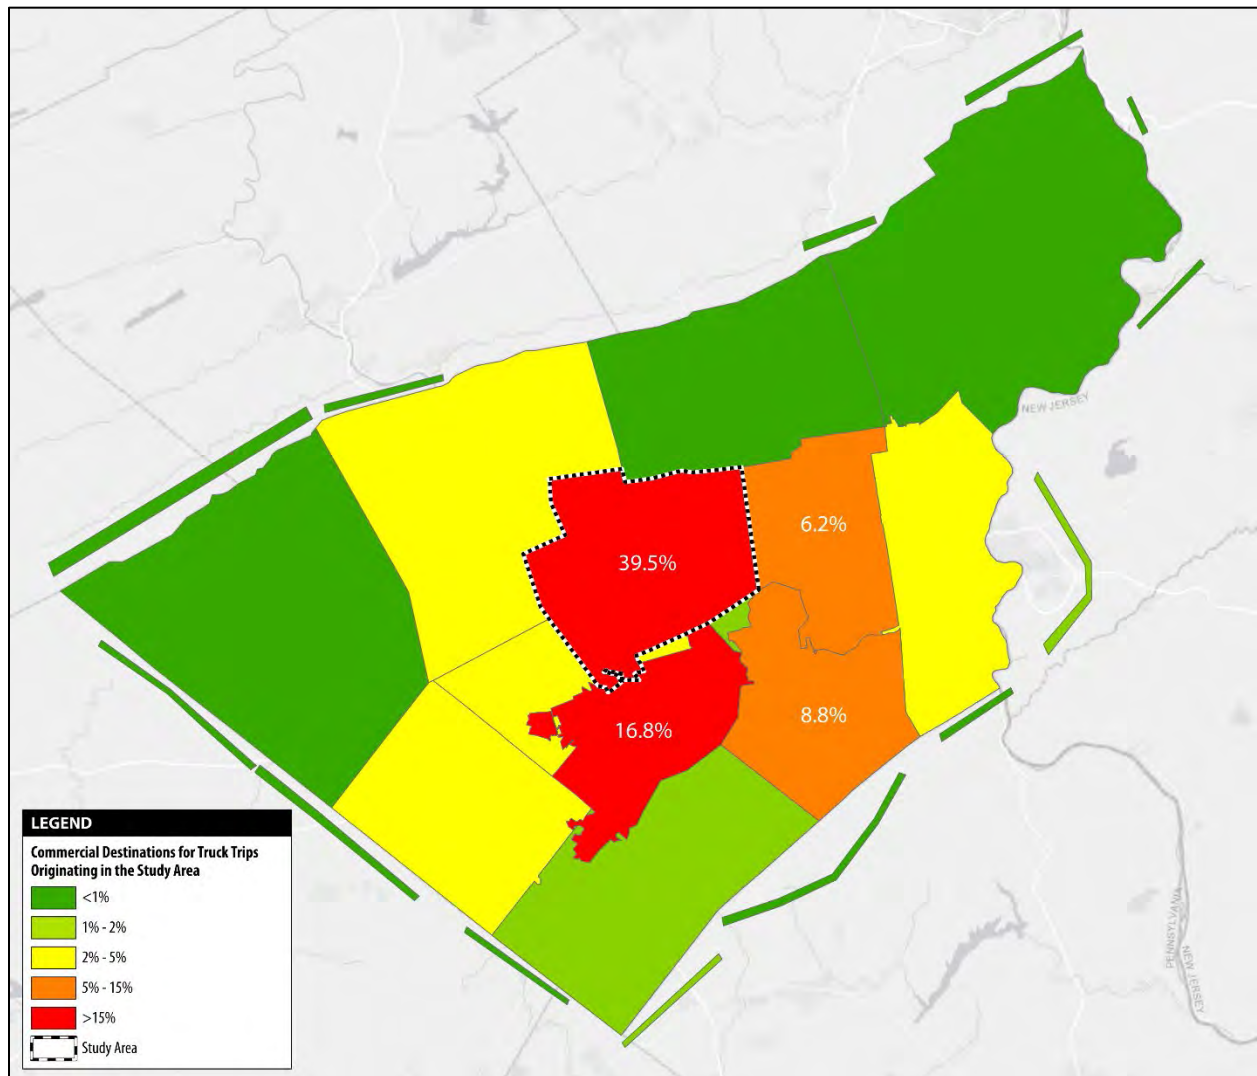 NEW JERSEY
6.2%
39.5%
8.8%
16.8%
LEGEND
Commercial Destinations for Truck Trips
Originating in the Study Area
<1%
1% - 2%
2% - 5%
5% - 15%
>15%
Study Area
PENNSYLVANIA
NEW JERSEY